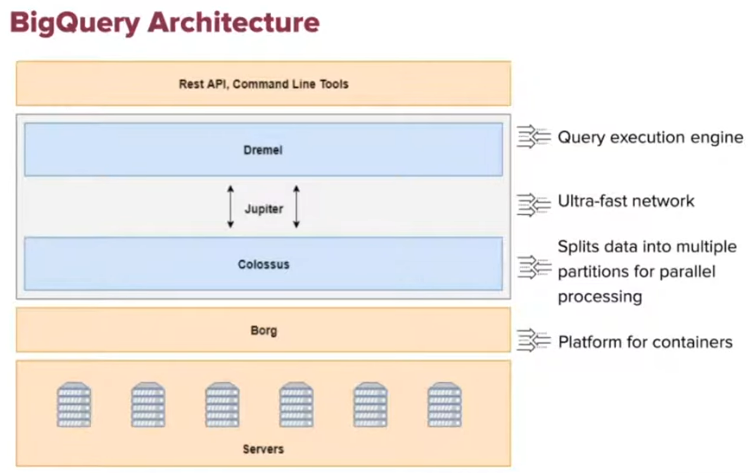 BigQuery Architecture
Rest API, Command Line Tools
Dremel
Query execution engine
Jupiter
Ultra-fast network
Colossus
Splits data into multiple
partitions for parallel
processing
Borg
Platform for containers
Servers